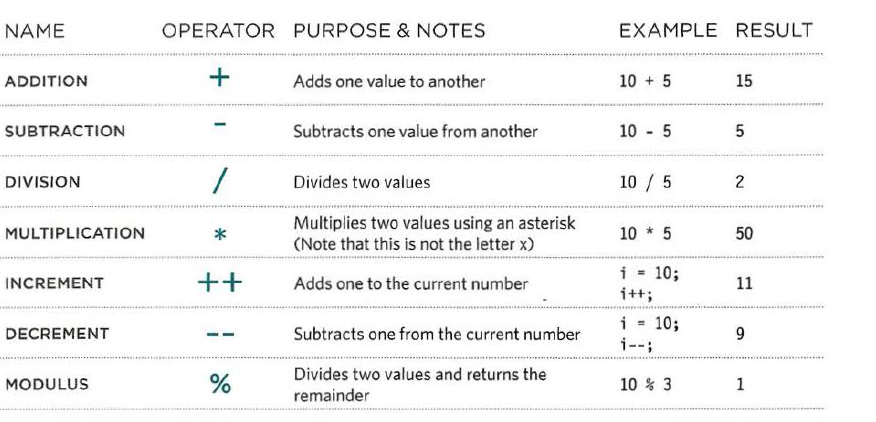 NAME OPERATOR PURPOSE & NOTES EXAMPLE RESULT
ADDITION + Adds one value to another 10 + 5 15
SUBTRACTION - Subtracts one value from another 10 - 5 5
DIVISION / Divides two values 10 / 5 2
MULTIPLICATION * Multiplies two values using an asterisk
(Note that this is not the letter x) 10 * 5 50
INCREMENT ++ Adds one to the current number i = 10;
i++; 11
DECREMENT -- Subtracts one from the current number i = 10;
i--; 9
MODULUS % Divides two values and returns the
remainder 10 % 3 1